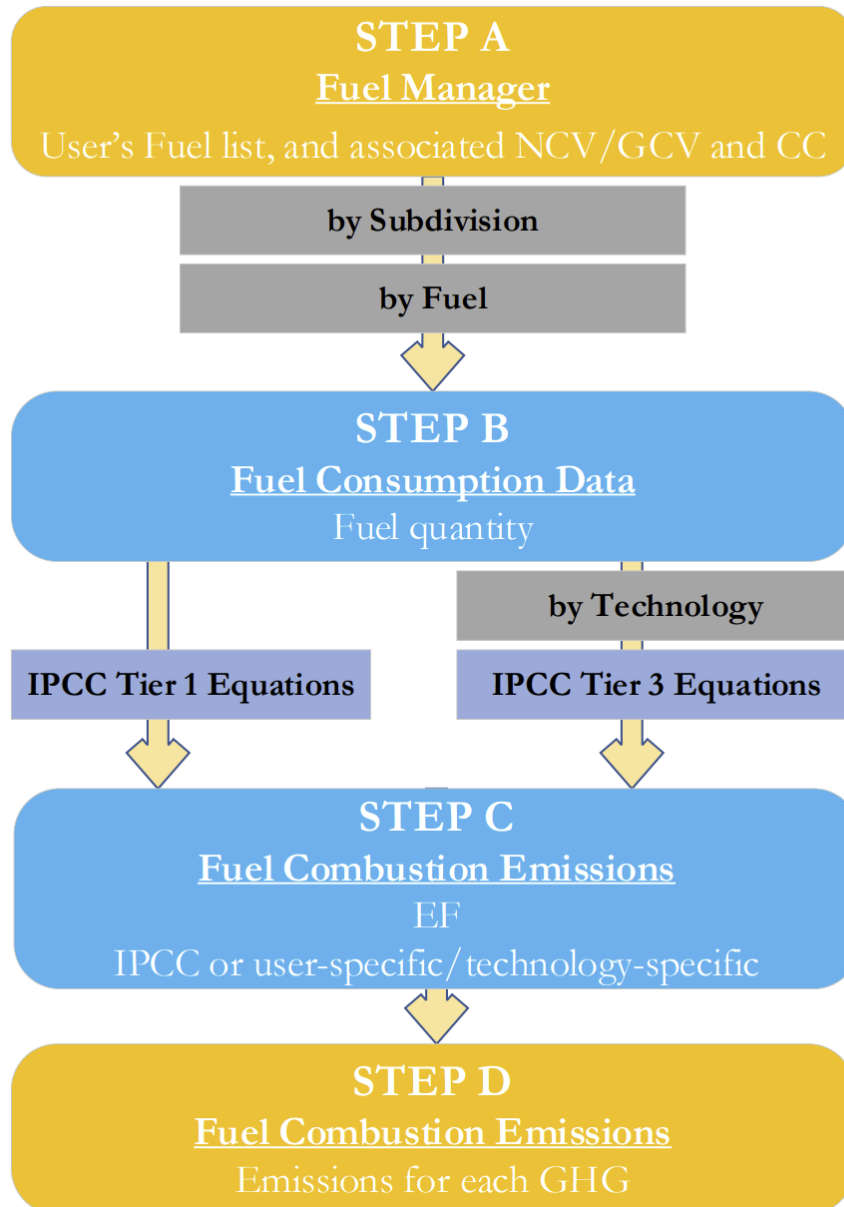 STEP A
Fuel Manager
User’s Fuel list, and associated NCV/GCV and CC
by Subdivision
by Fuel
STEP B
Fuel Consumption Data
Fuel quantity
by Technology
IPCC Tier 1 Equations
IPCC Tier 3 Equations
STEP C
Fuel Combustion Emissions
EF
IPCC or user-specific/technology-specific
STEP D
Fuel Combustion Emissions
Emissions for each GHG